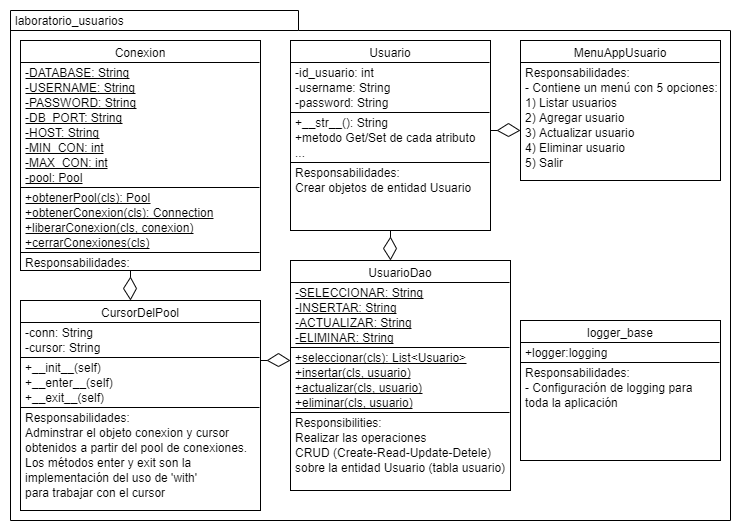 laboratorio_usuarios
Conexion
-DATABASE: String
-USERNAME: String
-PASSWORD: String
-DB_PORT: String
-HOST: String
-MIN_CON: int
-MAX_CON: int
-pool: Pool
+obtenerPool(cls): Pool
+obtenerConexion(cls): Connection
+liberarConexion(cls, conexion)
+cerrarConexiones(cls)
Responsabilidades:
Usuario
-id_usuario: int
-username: String
-password: String
+__str__(): String
+metodo Get/Set de cada atributo
...
Responsabilidades:
Crear objetos de entidad Usuario
MenuAppUsuario
Responsabilidades:
- Contiene un menú con 5 opciones:
1) Listar usuarios
2) Agregar usuario
3) Actualizar usuario
4) Eliminar usuario
5) Salir
CursorDelPool
-conn: String
-cursor: String
+__init__(self)
+__enter__(self)
+__exit__(self)
Responsabilidades:
Adminstrar el objeto conexion y cursor
obtenidos a partir del pool de conexiones.
Los métodos enter y exit son la
implementación del uso de 'with'
para trabajar con el cursor
UsuarioDao
-SELECCIONAR: String
-INSERTAR: String
-ACTUALIZAR: String
-ELIMINAR: String
+seleccionar(cls): List<Usuario>
+insertar(cls, usuario)
+actualizar(cls, usuario)
+eliminar(cls, usuario)
Responsibilities:
Realizar las operaciones
CRUD (Create-Read-Update-Detele)
sobre la entidad Usuario (tabla usuario)
logger_base
+logger:logging
Responsabilidades:
- Configuración de logging para
toda la aplicación